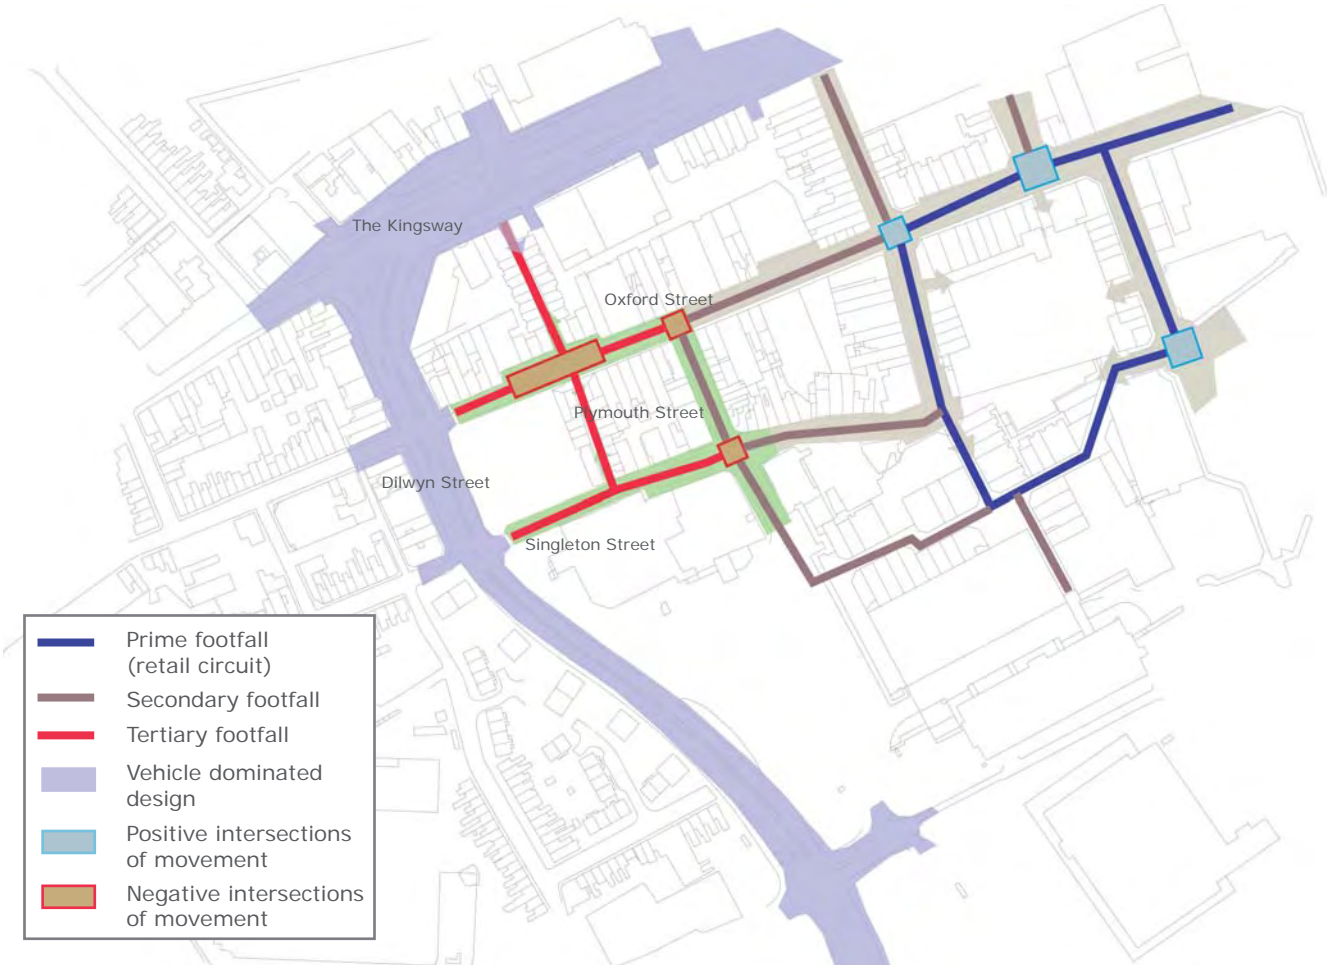 The Kingsway
Oxford Street
Plymouth Street
Dilwyn Street
Singleton Street
Prime footfall
(retail circuit)
Secondary footfall
Tertiary footfall
Vehicle dominated
design
Positive intersections
of movement
Negative intersections
of movement